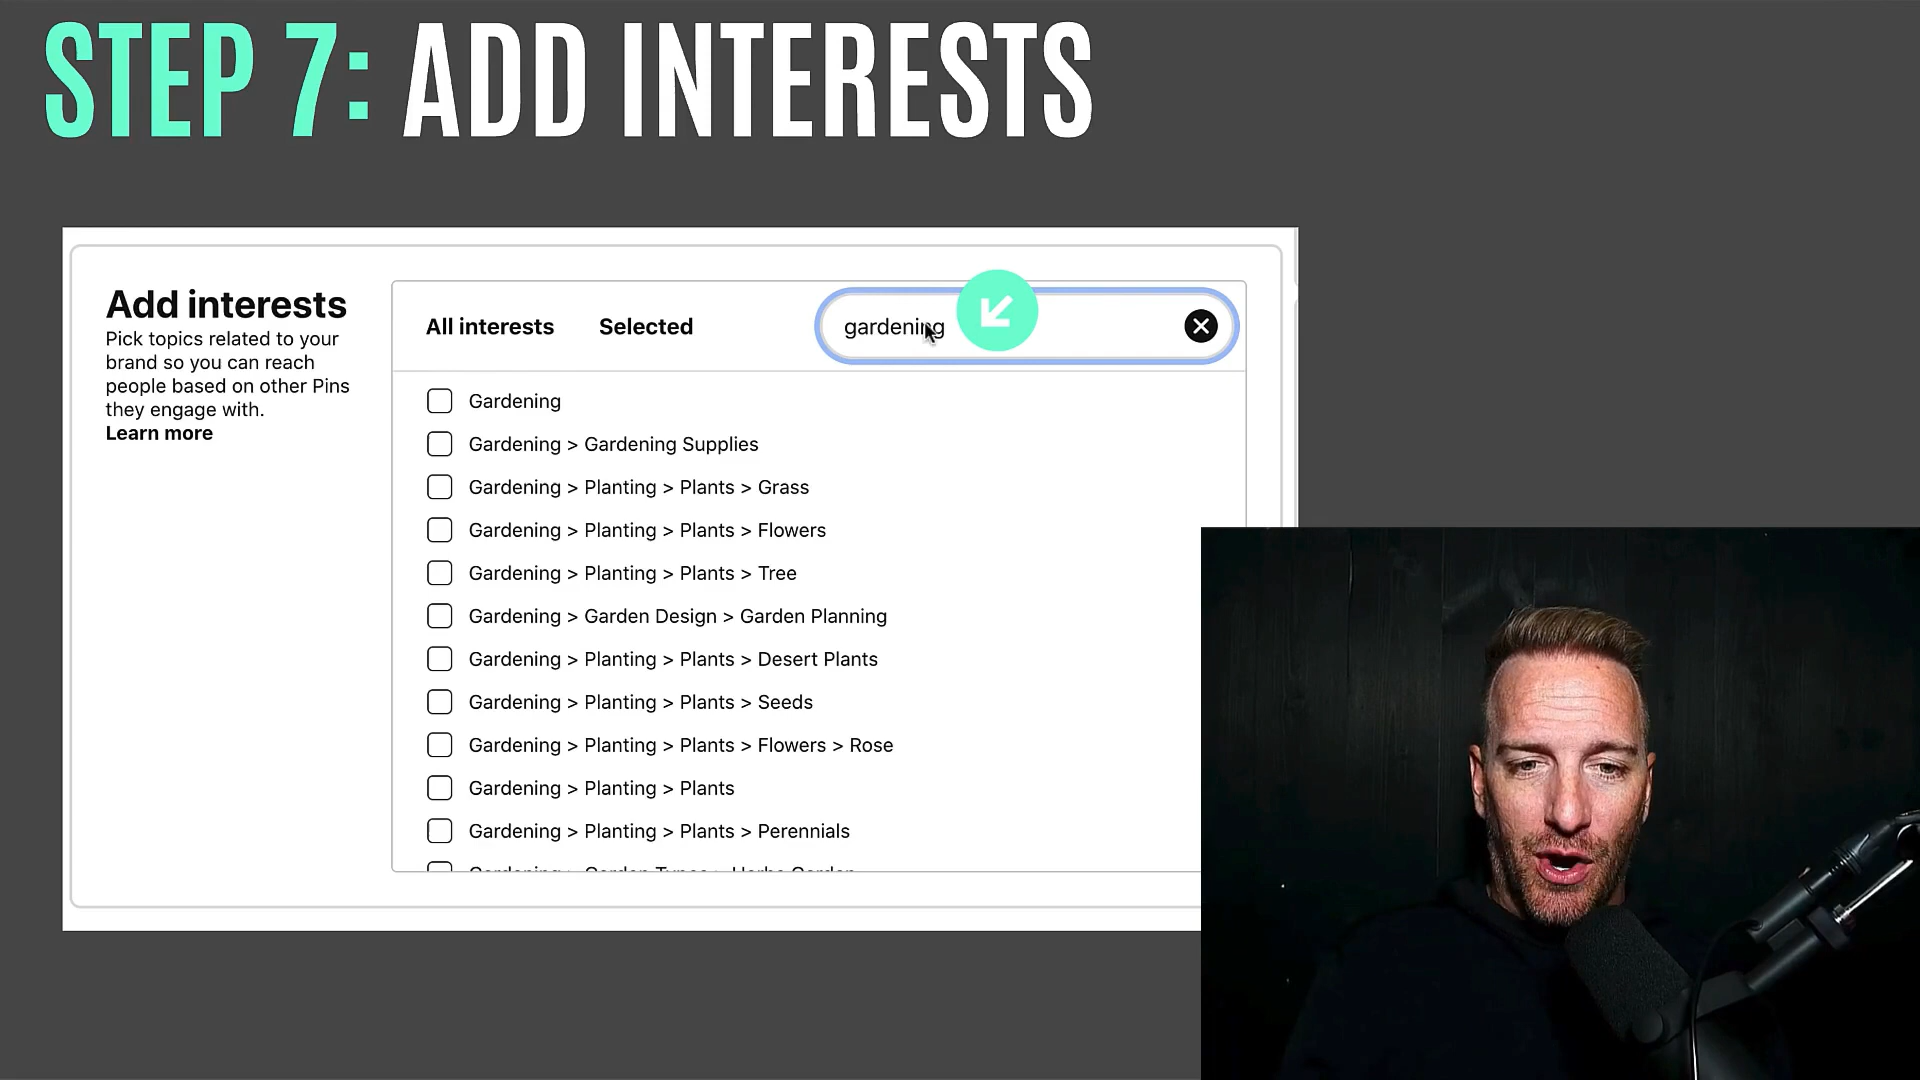 STEP 7: ADD INTERESTS
Add interests
Pick topics related to your
brand so you can reach
people based on other Pins
they engage with.
Learn more
All interests
Selected
gardening
Gardening
Gardening > Gardening Supplies
Gardening > Planting > Plants > Grass
Gardening > Planting > Plants > Flowers
Gardening > Planting > Plants > Tree
Gardening > Garden Design > Garden Planning
Gardening > Planting > Plants > Desert Plants
Gardening > Planting > Plants > Seeds
Gardening > Planting > Plants > Flowers > Rose
Gardening > Planting > Plants
Gardening > Planting > Plants > Perennials